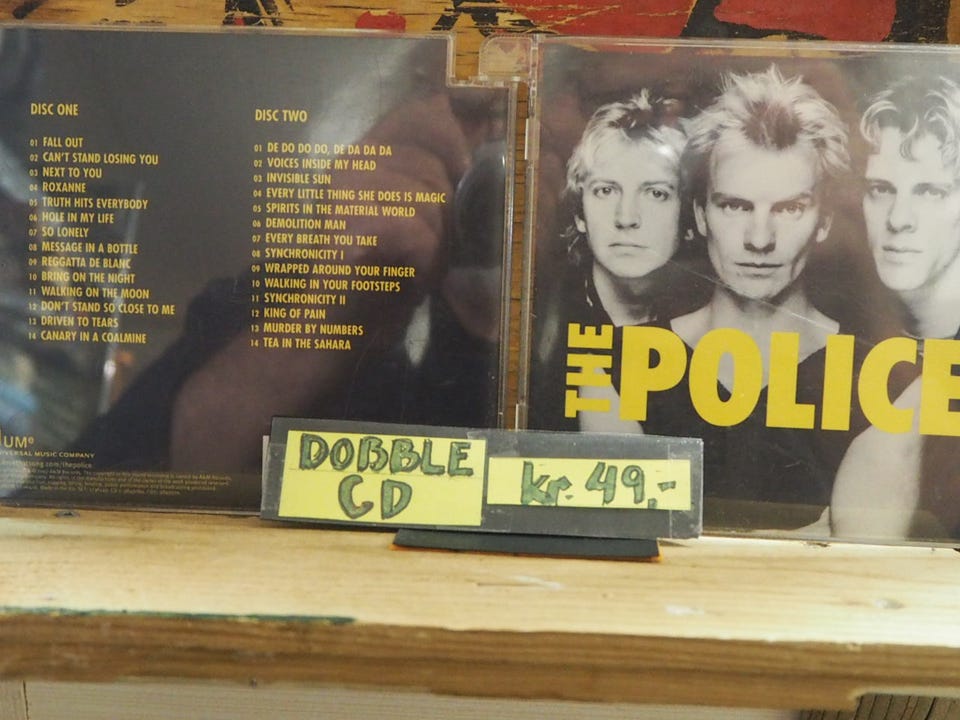 DISC ONE
01 FALL OUT
02 CAN'T STAND LOSING YOU
03 NEXT TO YOU
04 ROXANNE
05 TRUTH HITS EVERYBODY
06 HOLE IN MY LIFE
07 SO LONELY
08 MESSAGE IN A BOTTLE
09 REGGATTA DE BLANC
10 BRING ON THE NIGHT
11 WALKING ON THE MOON
12 DON'T STAND SO CLOSE TO ME
13 DRIVEN TO TEARS
14 CANARY IN A COALMINE
DISC TWO
01 DE DO DO DO, DE DA DA DA
02 VOICES INSIDE MY HEAD
03 INVISIBLE SUN
04 EVERY LITTLE THING SHE DOES IS MAGIC
05 SPIRITS IN THE MATERIAL WORLD
06 DEMOLITION MAN
07 EVERY BREATH YOU TAKE
08 SYNCHRONICITY I
09 WRAPPED AROUND YOUR FINGER
10 WALKING IN YOUR FOOTSTEPS
11 SYNCHRONICITY II
12 KING OF PAIN
13 MURDER BY NUMBERS
14 TEA IN THE SAHARA
UM
UNIVERSAL MUSIC COMPANY
THE
POLICE
DOBBLE
CD
kr. 49,-